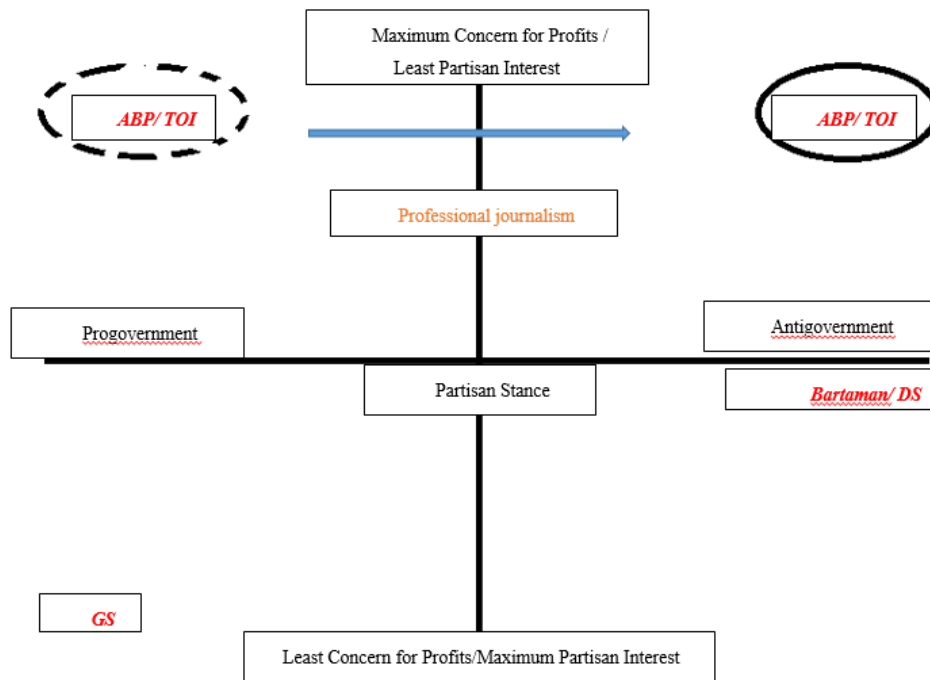 Maximum Concern for Profits /
Least Partisan Interest
ABP/ TOI
ABP/ TOI
Professional journalism
Progovernment
Antigovernment
Partisan Stance
Bartaman/ DS
GS
Least Concern for Profits/Maximum Partisan Interest